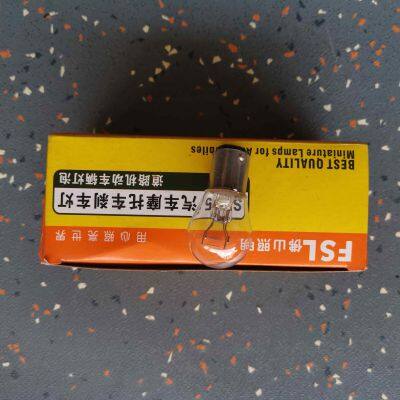 FSL 佛山照明
用心照亮世界
汽车摩托车刹车灯
道路机动车辆灯泡
BEST QUALITY
Miniature Lamps for